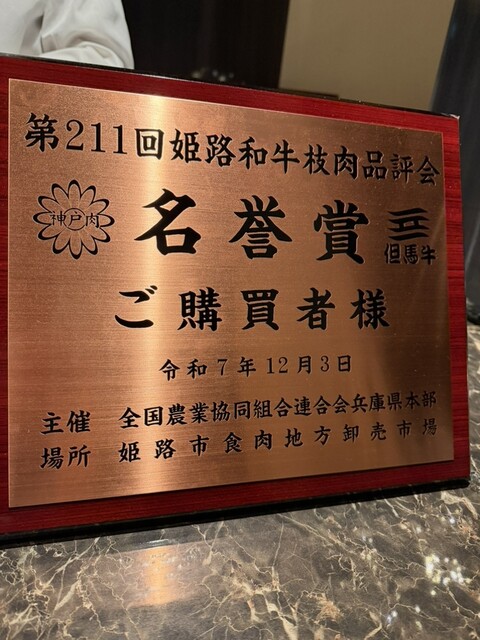 第211回姫路和牛枝肉品評会
神戸肉
名誉賞
但馬牛
ご購買者様
令和7年12月3日
主催 全国農業協同組合連合会兵庫県本部
場所 姫路市食肉地方卸売市場